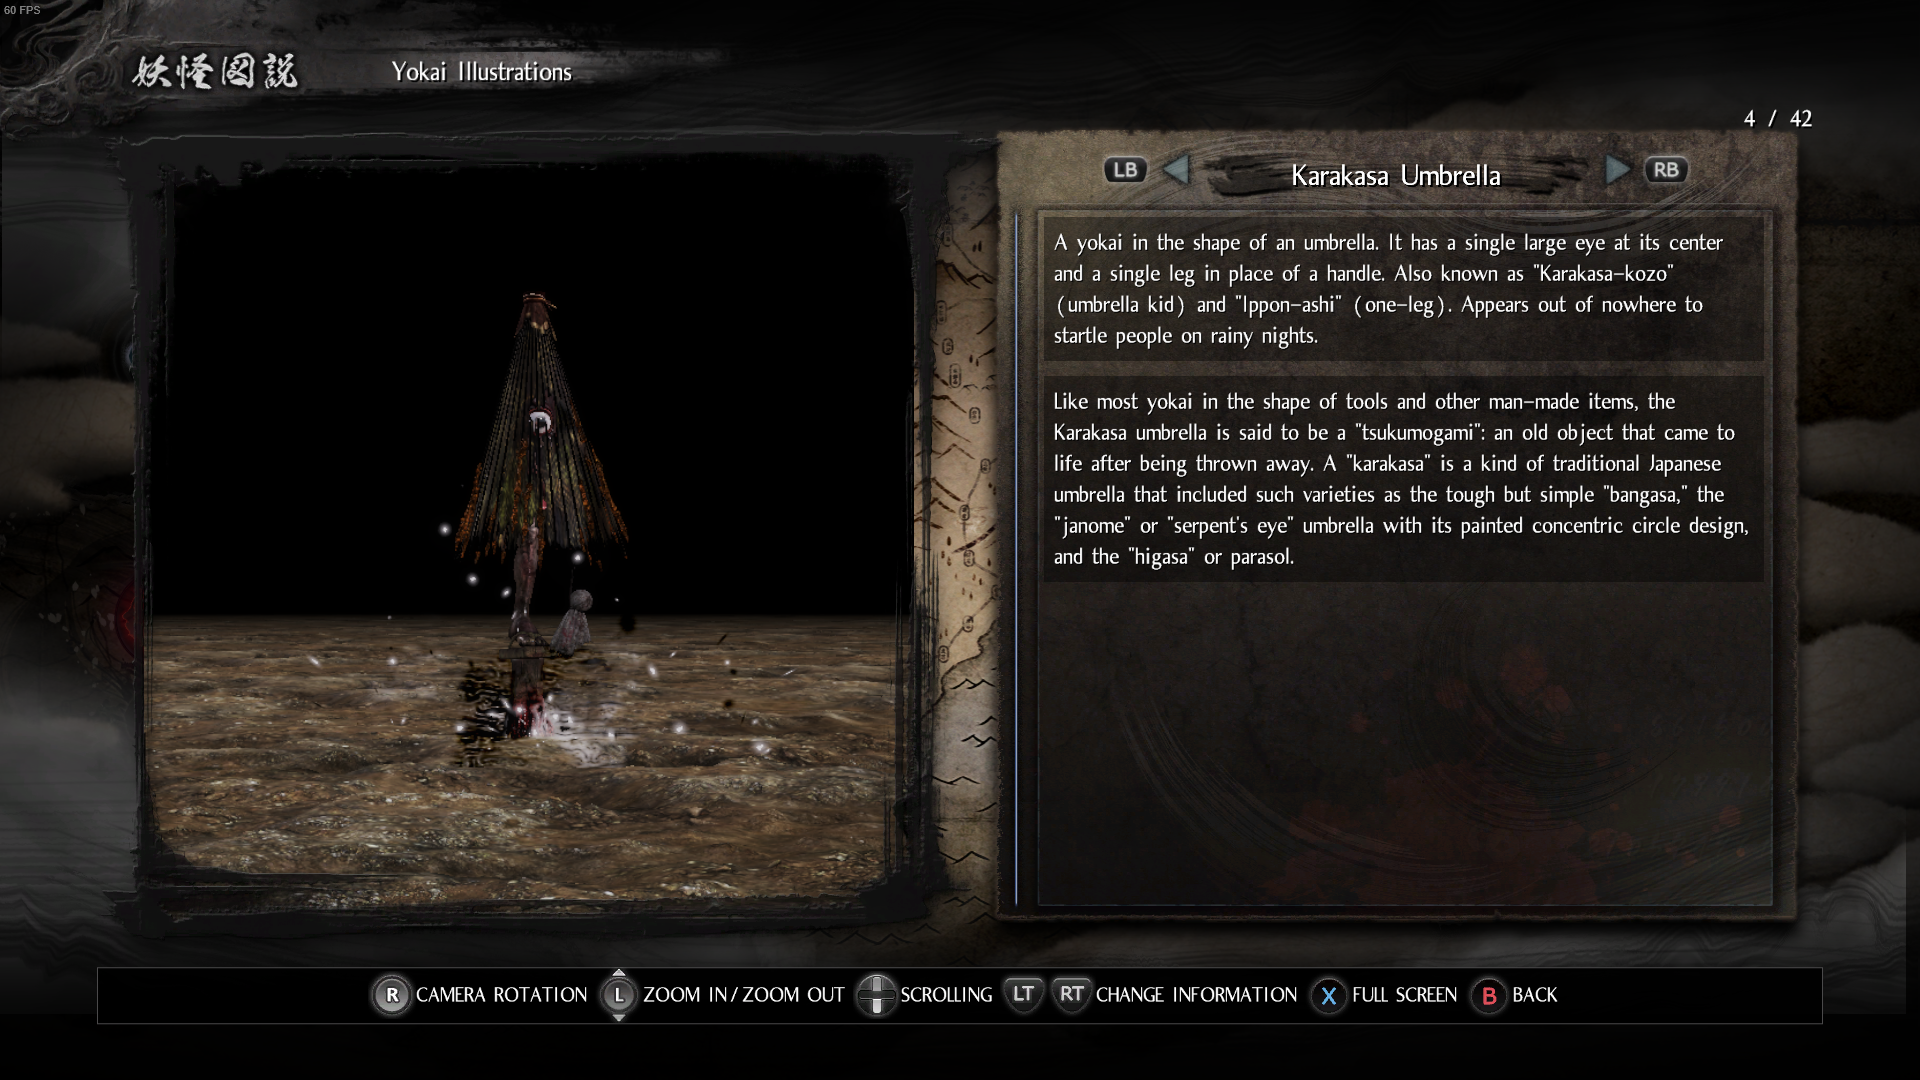 60 FPS
妖怪図説
Yokai Illustrations
4 / 42
LB
Karakasa Umbrella
RB
A yokai in the shape of an umbrella. It has a single large eye at its center
and a single leg in place of a handle. Also known as "Karakasa-kozo"
(umbrella kid) and "Ippon-ashi" (one-leg). Appears out of nowhere to
startle people on rainy nights.
Like most yokai in the shape of tools and other man-made items, the
Karakasa umbrella is said to be a "tsukumogami": an old object that came to
life after being thrown away. A "karakasa" is a kind of traditional Japanese
umbrella that included such varieties as the tough but simple "bangasa," the
"janome" or "serpent's eye" umbrella with its painted concentric circle design,
and the "higasa" or parasol.
R CAMERA ROTATION L ZOOM IN/ZOOM OUT SCROLLING LT RT CHANGE INFORMATION X FULL SCREEN B BACK